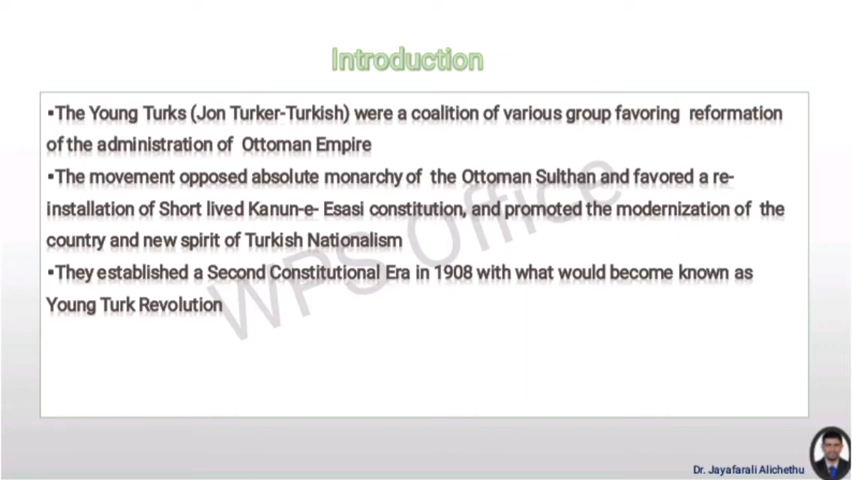 Introduction
▪The Young Turks (Jon Turker-Turkish) were a coalition of various group favoring reformation
of the administration of Ottoman Empire
▪The movement opposed absolute monarchy of the Ottoman Sulthan and favored a re-
installation of Short lived Kanun-e- Esasi constitution, and promoted the modernization of the
country and new spirit of Turkish Nationalism
▪They established a Second Constitutional Era in 1908 with what would become known as
Young Turk Revolution
WPS Office
Dr. Jayafarali Alichethu